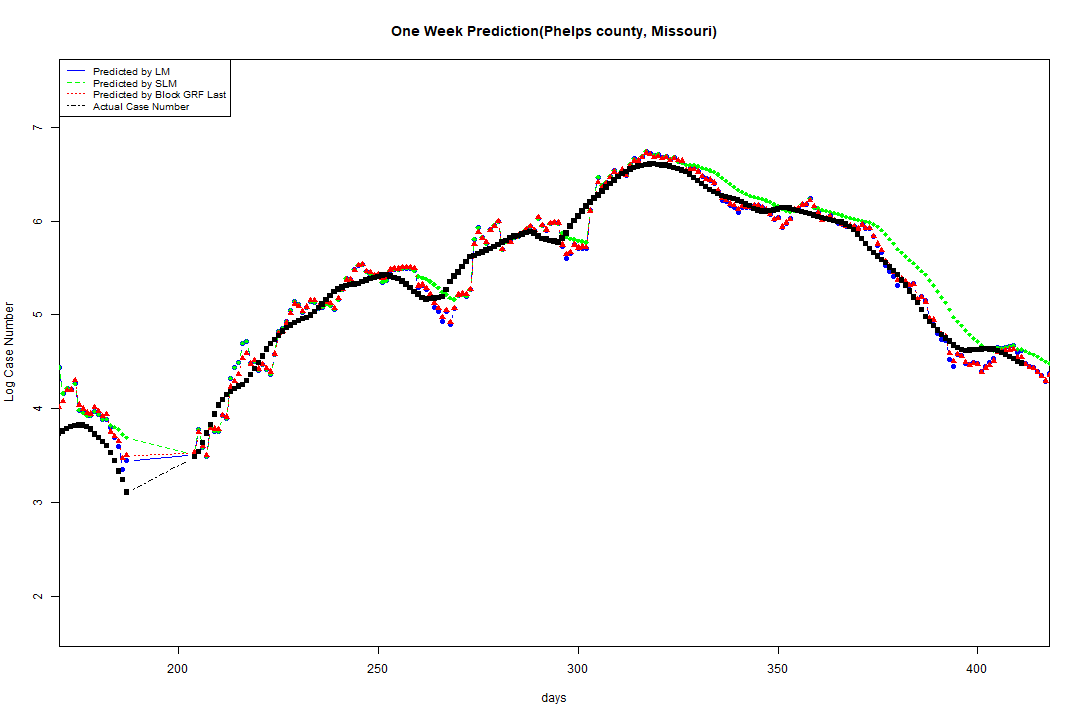 One Week Prediction(Phelps county, Missouri)
Predicted by LM
Predicted by SLM
Predicted by Block GRF Last
Actual Case Number
7
6
5
4
3
2
Log Case Number
200 250 300 350 400
days